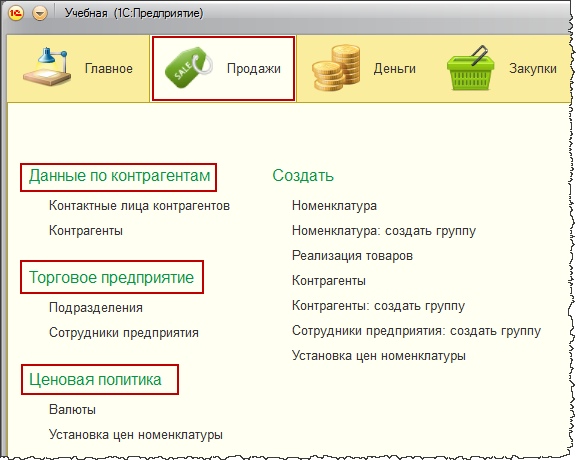 Учебная (1С:Предприятие)
Главное
Продажи
SALE
Деньги
Закупки
Данные по контрагентам
Контактные лица контрагентов
Контрагенты
Торговое предприятие
Подразделения
Сотрудники предприятия
Ценовая политика
Валюты
Установка цен номенклатуры
Создать
Номенклатура
Номенклатура: создать группу
Реализация товаров
Контрагенты
Контрагенты: создать группу
Сотрудники предприятия: создать группу
Установка цен номенклатуры